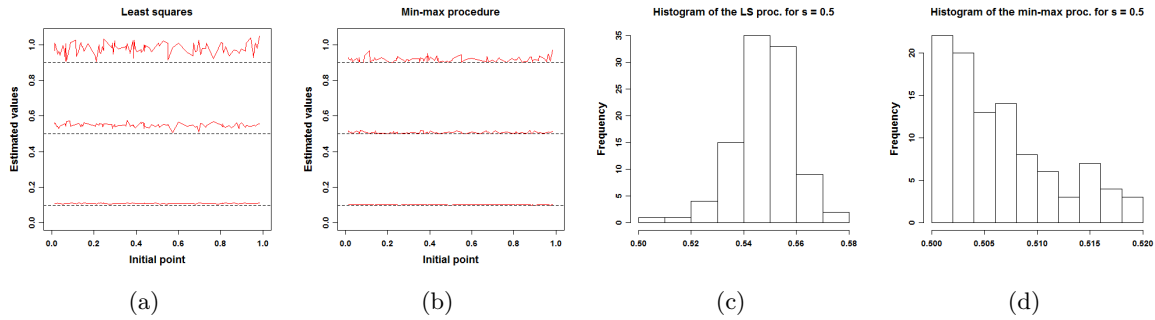 Least squares
Estimated values
0.0 0.2 0.4 0.6 0.8 1.0
0.0 0.2 0.4 0.6 0.8 1.0
Initial point
(a)
Min-max procedure
Estimated values
0.0 0.2 0.4 0.6 0.8 1.0
0.0 0.2 0.4 0.6 0.8 1.0
Initial point
(b)
Histogram of the LS proc. for s = 0.5
Frequency
0 5 10 15 20 25 30 35
0.50 0.52 0.54 0.56 0.58
(c)
Histogram of the min-max proc. for s = 0.5
Frequency
0 5 10 15 20
0.500 0.505 0.510 0.515 0.520
(d)